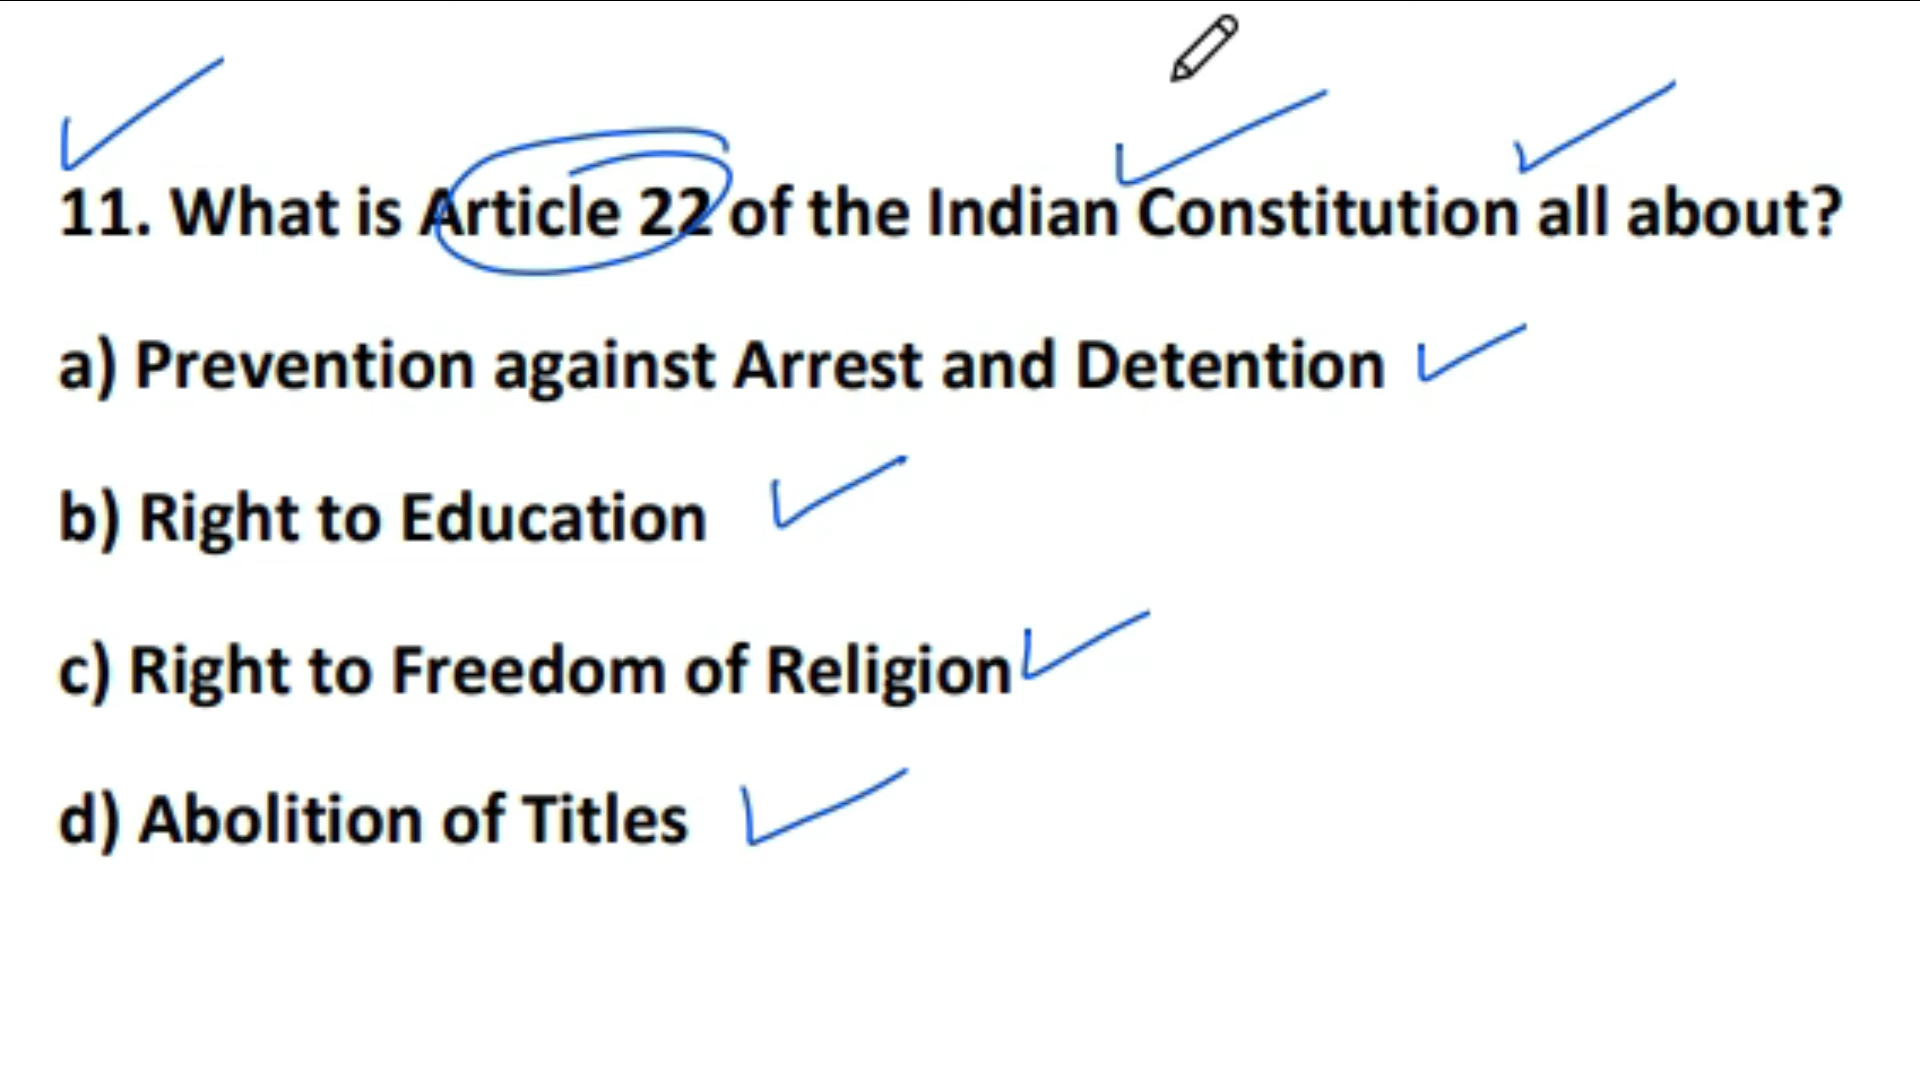 11. What is Article 22 of the Indian Constitution all about?
a) Prevention against Arrest and Detention
b) Right to Education
c) Right to Freedom of Religion
d) Abolition of Titles